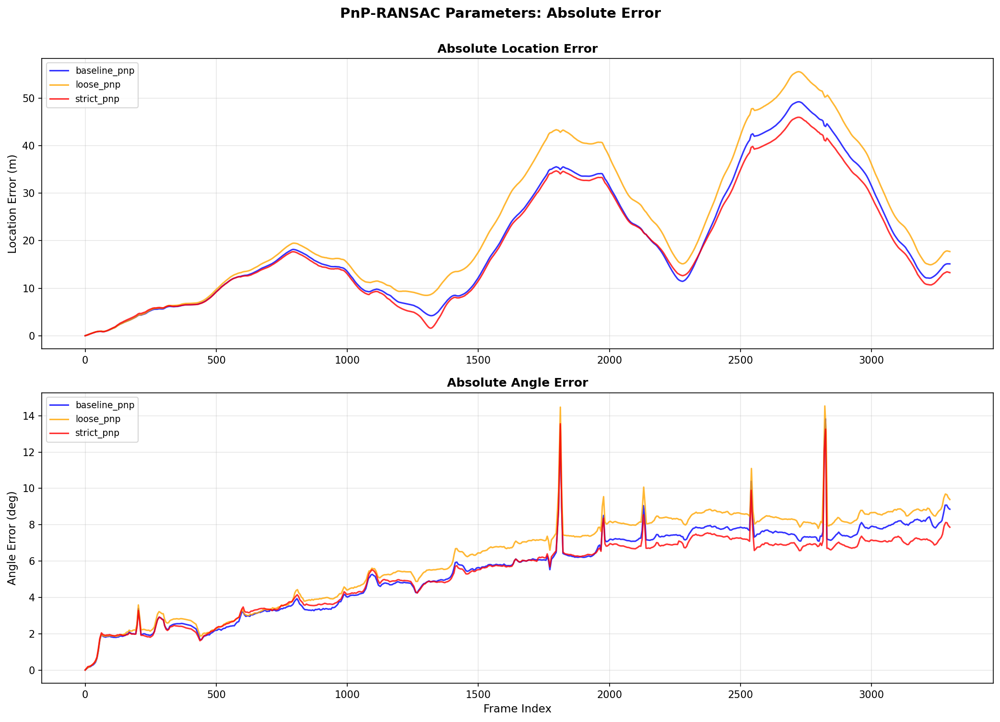 PnP-RANSAC Parameters: Absolute Error
Absolute Location Error
baseline_pnp
loose_pnp
strict_pnp
Location Error (m)
50
40
30
20
10
0
0 500 1000 1500 2000 2500 3000
Absolute Angle Error
baseline_pnp
loose_pnp
strict_pnp
Angle Error (deg)
14
12
10
8
6
4
2
0
0 500 1000 1500 2000 2500 3000
Frame Index